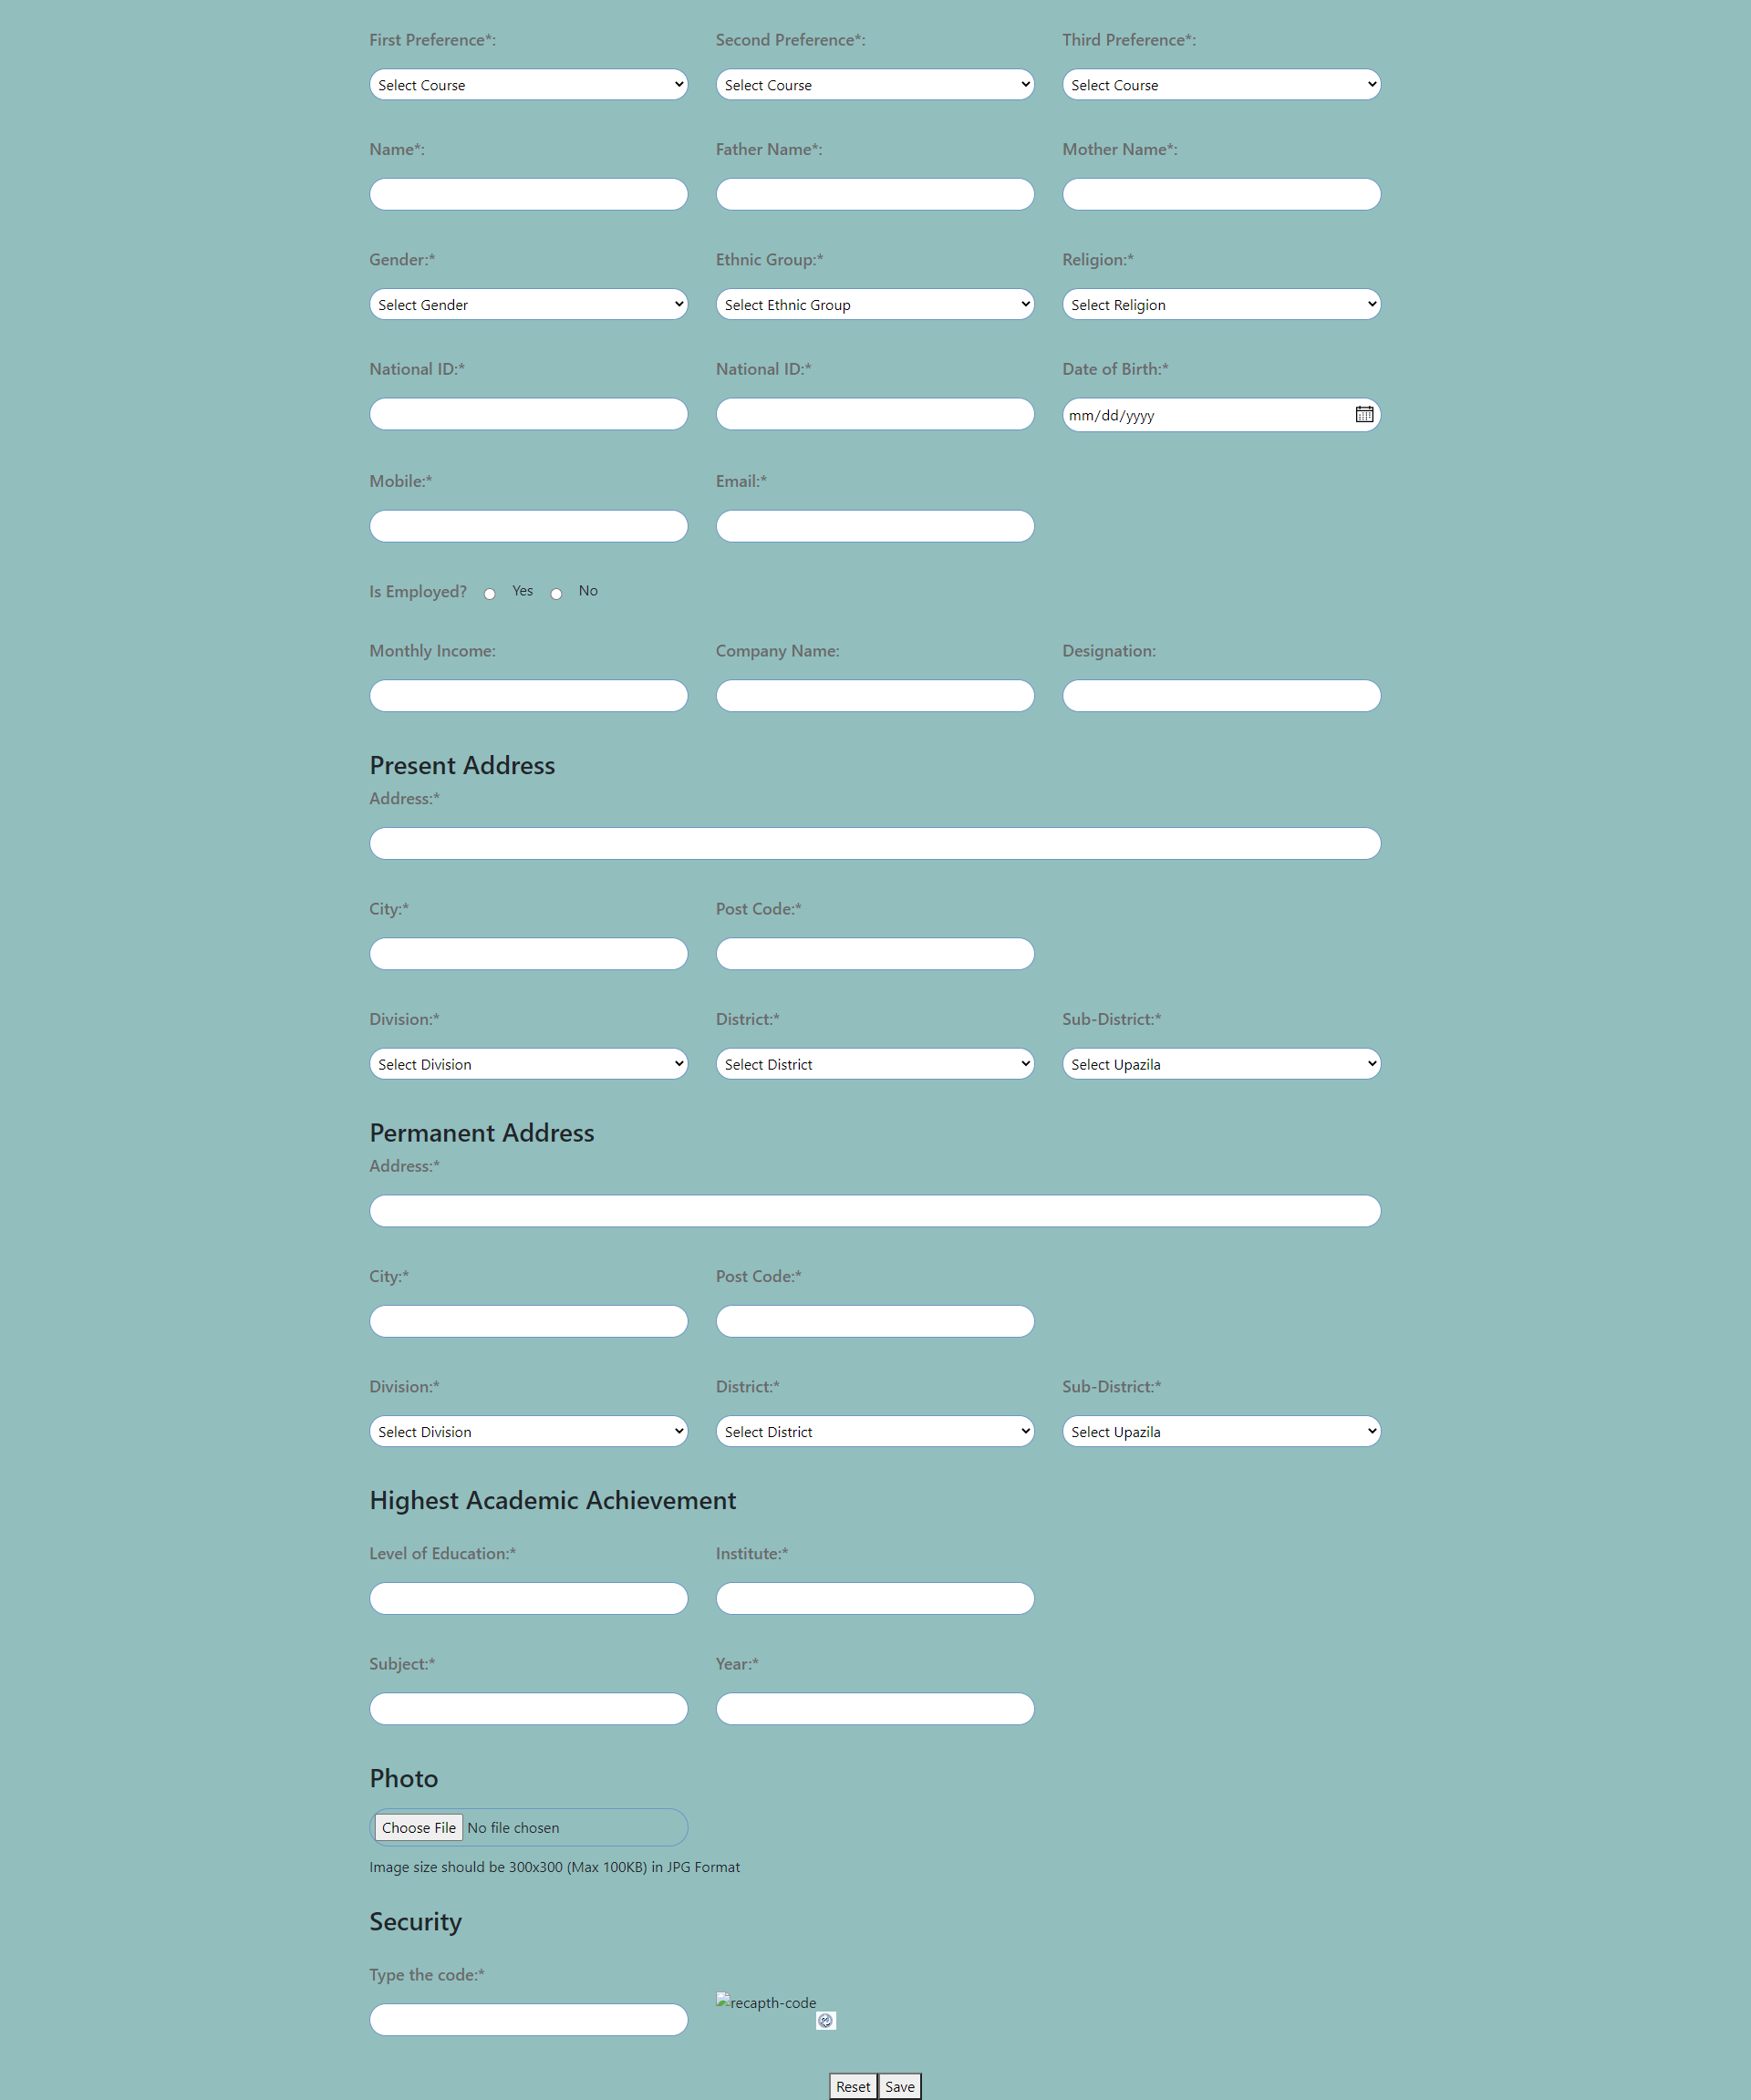 First Preference*: Second Preference*: Third Preference*:
Select Course Select Course Select Course
Name*: Father Name*: Mother Name*:
Gender:* Ethnic Group:* Religion:*
Select Gender Select Ethnic Group Select Religion
National ID:* National ID:* Date of Birth:*
mm/dd/yyyy
Mobile:* Email:*
Is Employed? Yes No
Monthly Income: Company Name: Designation:
Present Address
Address:*
City:* Post Code:*
Division:* District:* Sub-District:*
Select Division Select District Select Upazila
Permanent Address
Address:*
City:* Post Code:*
Division:* District:* Sub-District:*
Select Division Select District Select Upazila
Highest Academic Achievement
Level of Education:* Institute:*
Subject:* Year:*
Photo
Choose File No file chosen
Image size should be 300x300 (Max 100KB) in JPG Format
Security
Type the code:*
recapth-code
Reset Save